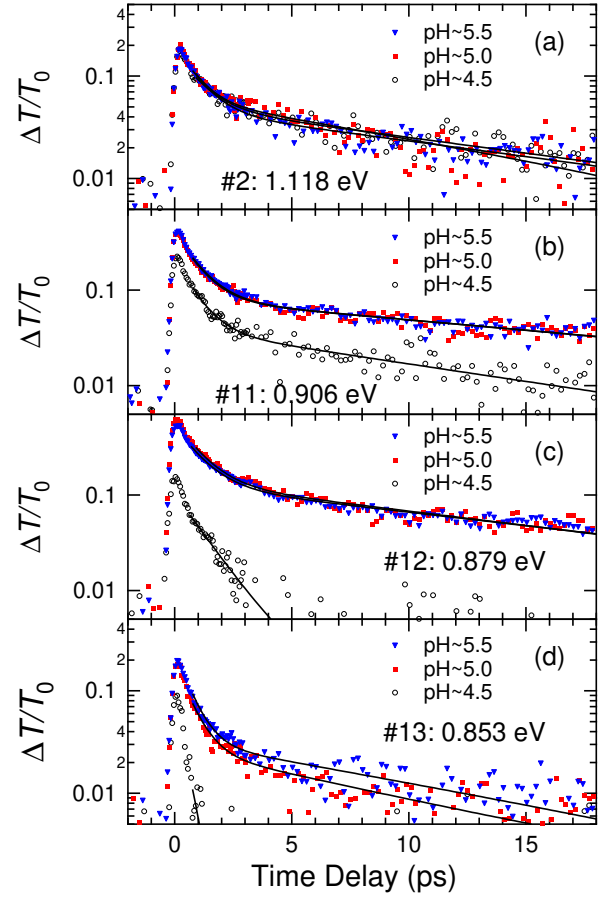 4
2
0.1
4
2
0.01
ΔT/T0
pH~5.5
pH~5.0
pH~4.5
(a)
#2: 1.118 eV
0.1
0.01
ΔT/T0
pH~5.5
pH~5.0
pH~4.5
(b)
#11: 0.906 eV
0.1
0.01
ΔT/T0
pH~5.5
pH~5.0
pH~4.5
(c)
#12: 0.879 eV
4
2
0.1
4
2
0.01
ΔT/T0
pH~5.5
pH~5.0
pH~4.5
(d)
#13: 0.853 eV
0 5 10 15
Time Delay (ps)